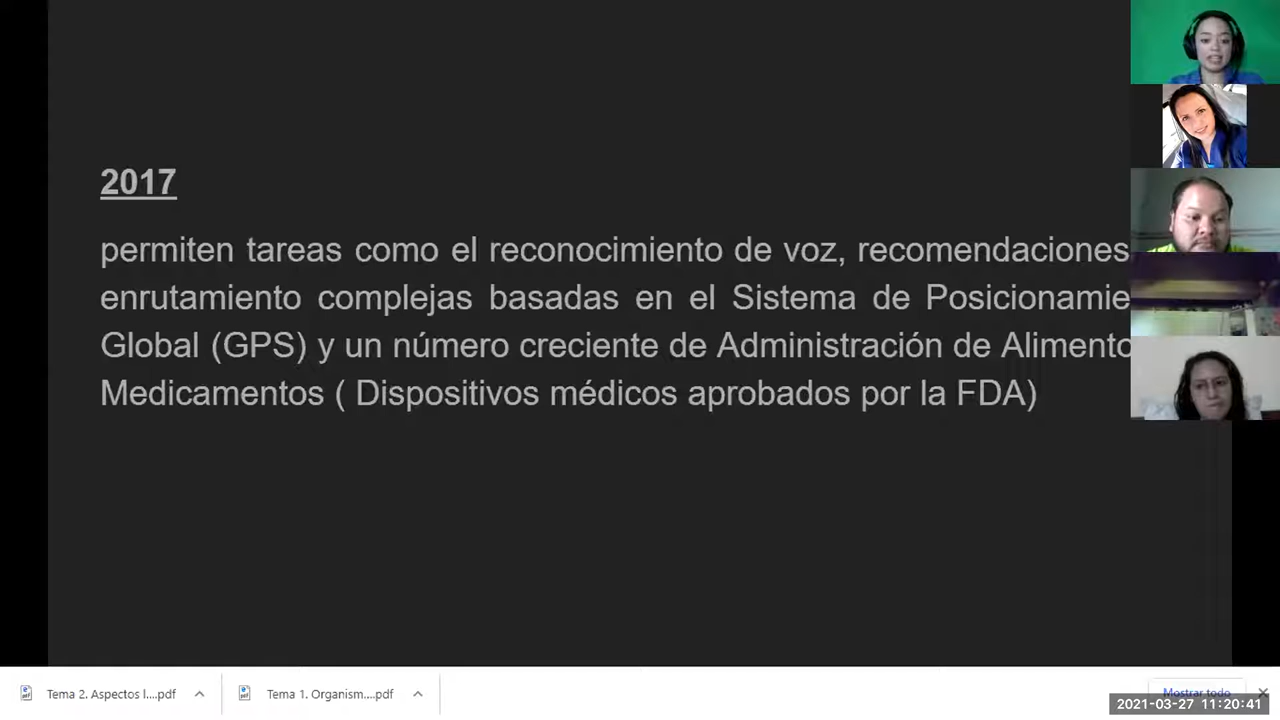 2017
permiten tareas como el reconocimiento de voz, recomendaciones
enrutamiento complejas basadas en el Sistema de Posicionamie
Global (GPS) y un número creciente de Administración de Alimento
Medicamentos ( Dispositivos médicos aprobados por la FDA)
Tema 2. Aspectos l....pdf
Tema 1. Organism....pdf
Mostrar todo
2021-03-27 11:20:41